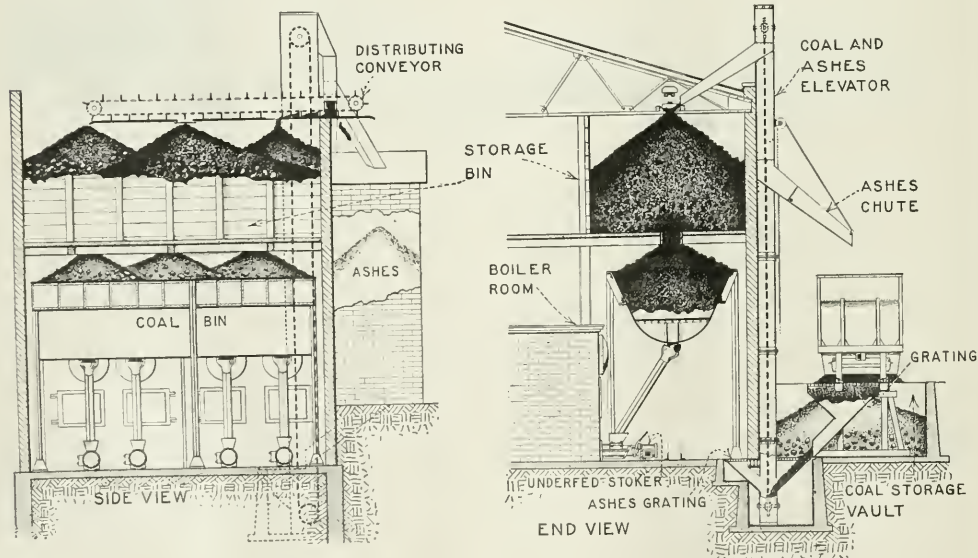 DISTRIBUTING
CONVEYOR
STORAGE
BIN
ASHES
COAL BIN
SIDE VIEW
COAL AND
ASHES
ELEVATOR
ASHES
CHUTE
BOILER
ROOM
GRATING
UNDERFED STOKER
ASHES GRATING
END VIEW
COAL STORAGE
VAULT